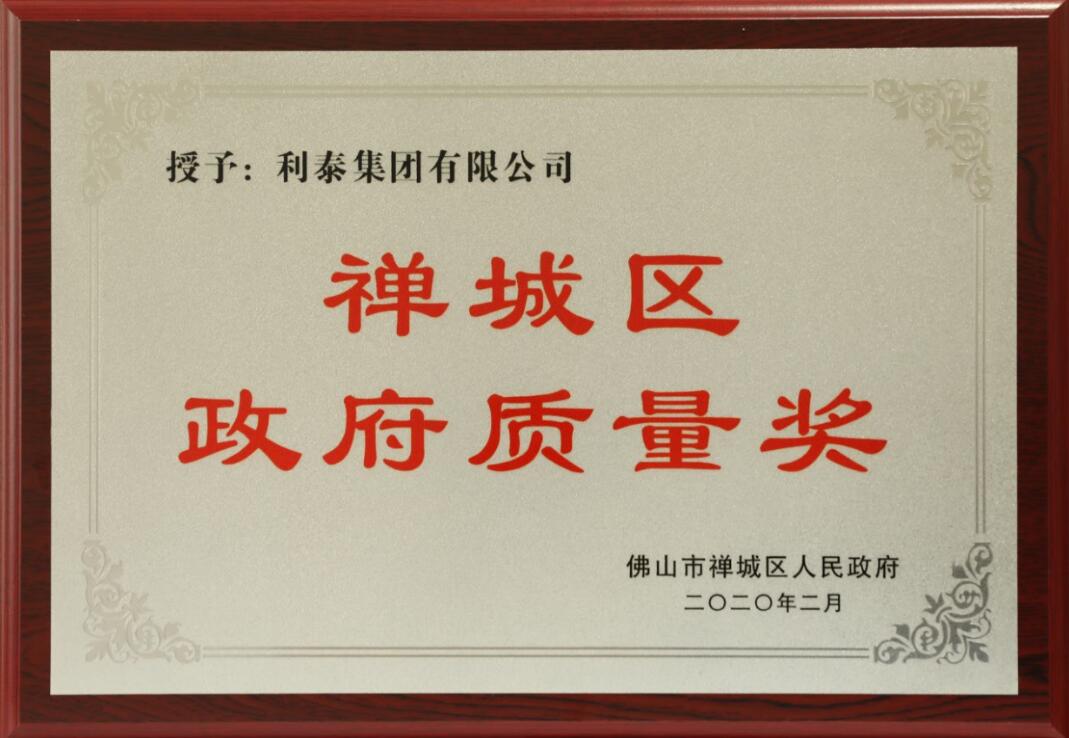 授予：利泰集团有限公司
禅城区
政府质量奖
佛山市禅城区人民政府
二〇二〇年二月